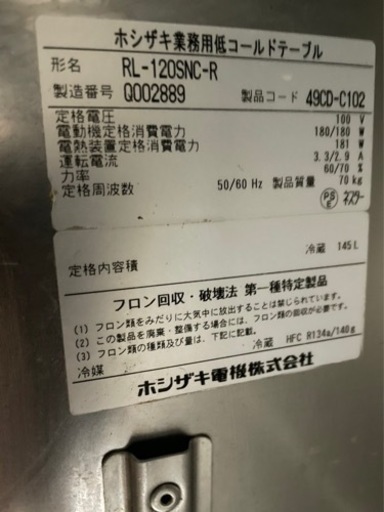 ホシザキ業務用低コールドテーブル
形名 RL-120SNC-R
製造番号 Q002889 製品コード 49CD-C102
定格電圧 100 V
電動機定格消費電力 180/180 W
電熱装置定格消費電力 181 W
運転電流 3.3/2.9 A
力率 60/70 %
定格周波数 50/60 Hz 製品質量 70 kg
PSE ネスター
冷蔵 145 L
定格内容積
フロン回収・破壊法 第一種特定製品
(1) フロン類をみだりに大気中に放出することは禁じられています。
(2) この製品を廃棄・整備する場合には、フロン類の回収が必要です。
(3) フロン類の種類及び量は、下記に記載。
冷媒 冷蔵 HFC R134a/140g
ホシザキ電機株式会社